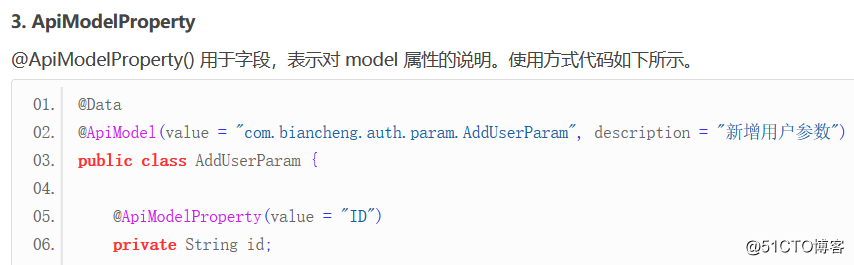 3. ApiModelProperty
@ApiModelProperty() 用于字段，表示对 model 属性的说明。使用方式代码如下所示。
01. @Data
02. @ApiModel(value = "com.biancheng.auth.param.AddUserParam", description = "新增用户参数")
03. public class AddUserParam {
04.
05. @ApiModelProperty(value = "ID")
06. private String id;
@51CTO博客